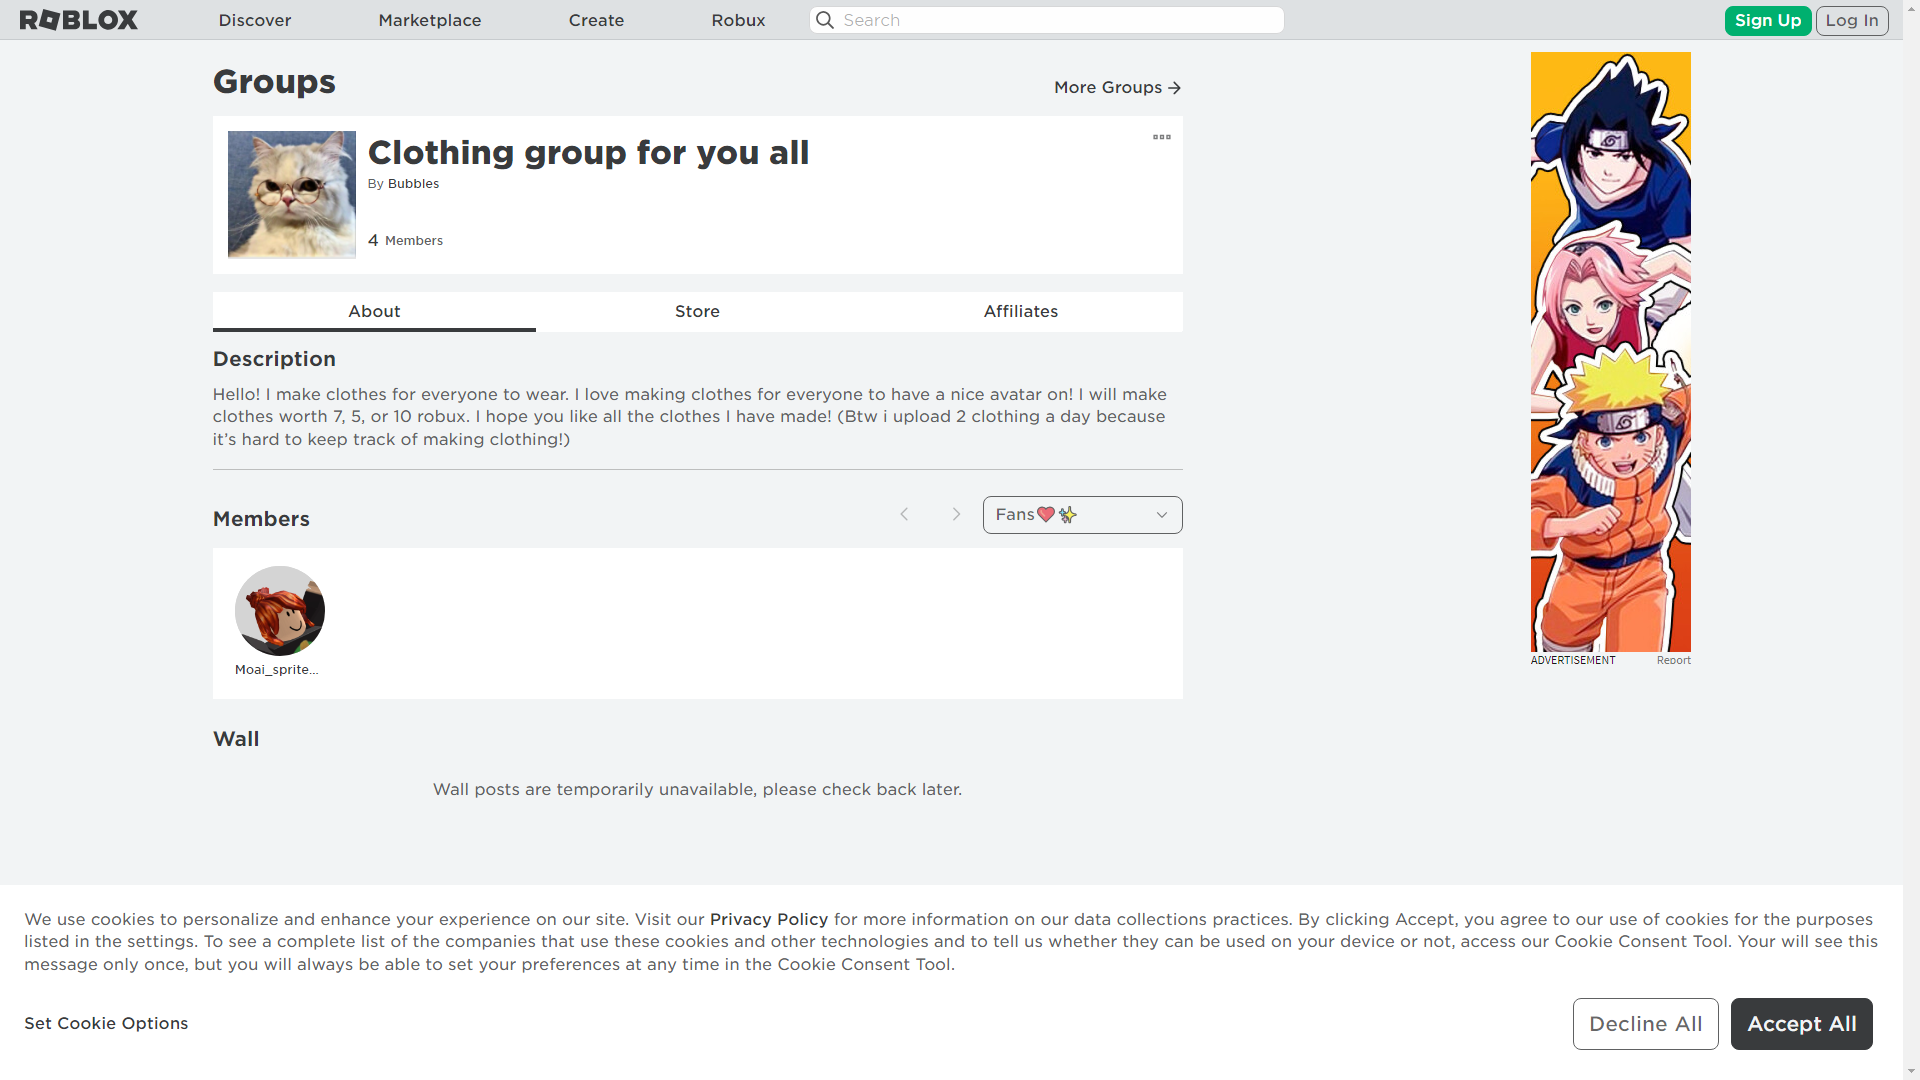 ROBLOX Discover Marketplace Create Robux Search Sign Up Log In
Groups
More Groups
Clothing group for you all
By Bubbles
4 Members
About Store Affiliates
Description
Hello! I make clothes for everyone to wear. I love making clothes for everyone to have a nice avatar on! I will make
clothes worth 7, 5, or 10 robux. I hope you like all the clothes I have made! (Btw i upload 2 clothing a day because
it’s hard to keep track of making clothing!)
Members
Fans❤️✨
Moai_sprite...
Wall
Wall posts are temporarily unavailable, please check back later.
ADVERTISEMENT Report
We use cookies to personalize and enhance your experience on our site. Visit our Privacy Policy for more information on our data collections practices. By clicking Accept, you agree to our use of cookies for the purposes
listed in the settings. To see a complete list of the companies that use these cookies and other technologies and to tell us whether they can be used on your device or not, access our Cookie Consent Tool. Your will see this
message only once, but you will always be able to set your preferences at any time in the Cookie Consent Tool.
Set Cookie Options
Decline All
Accept All